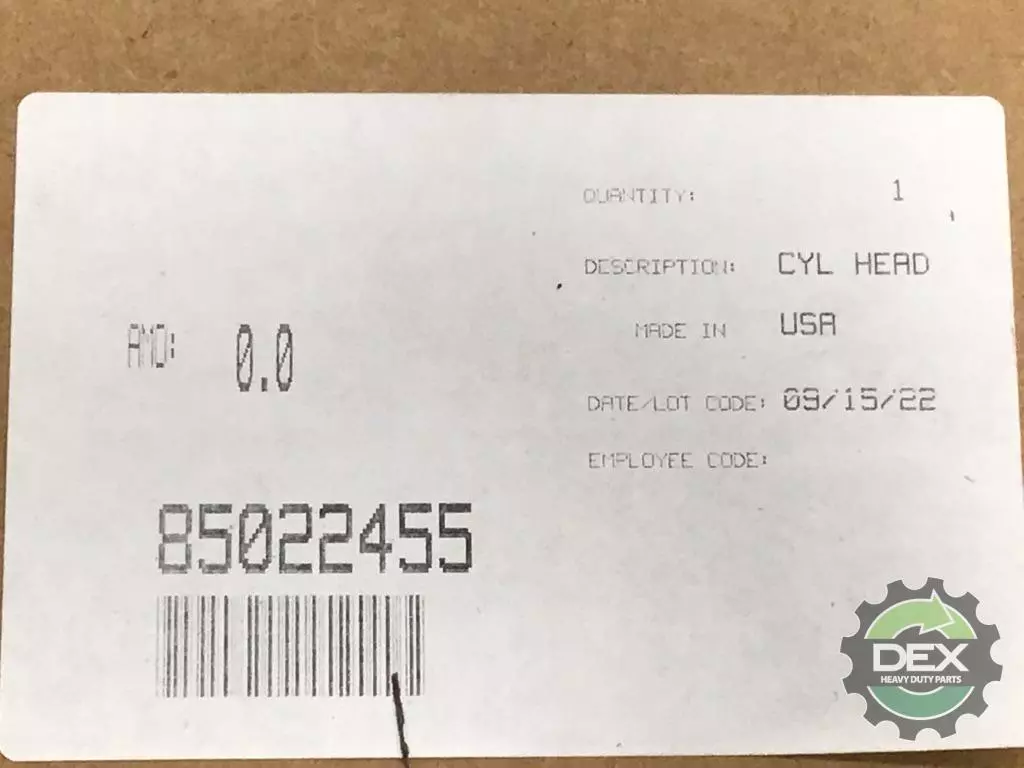 QUANTITY: 1
DESCRIPTION: CYL HEAD
MADE IN USA
AMO: 0.0
DATE/LOT CODE: 09/15/22
EMPLOYEE CODE:
85022455
DEX
HEAVY DUTY PARTS